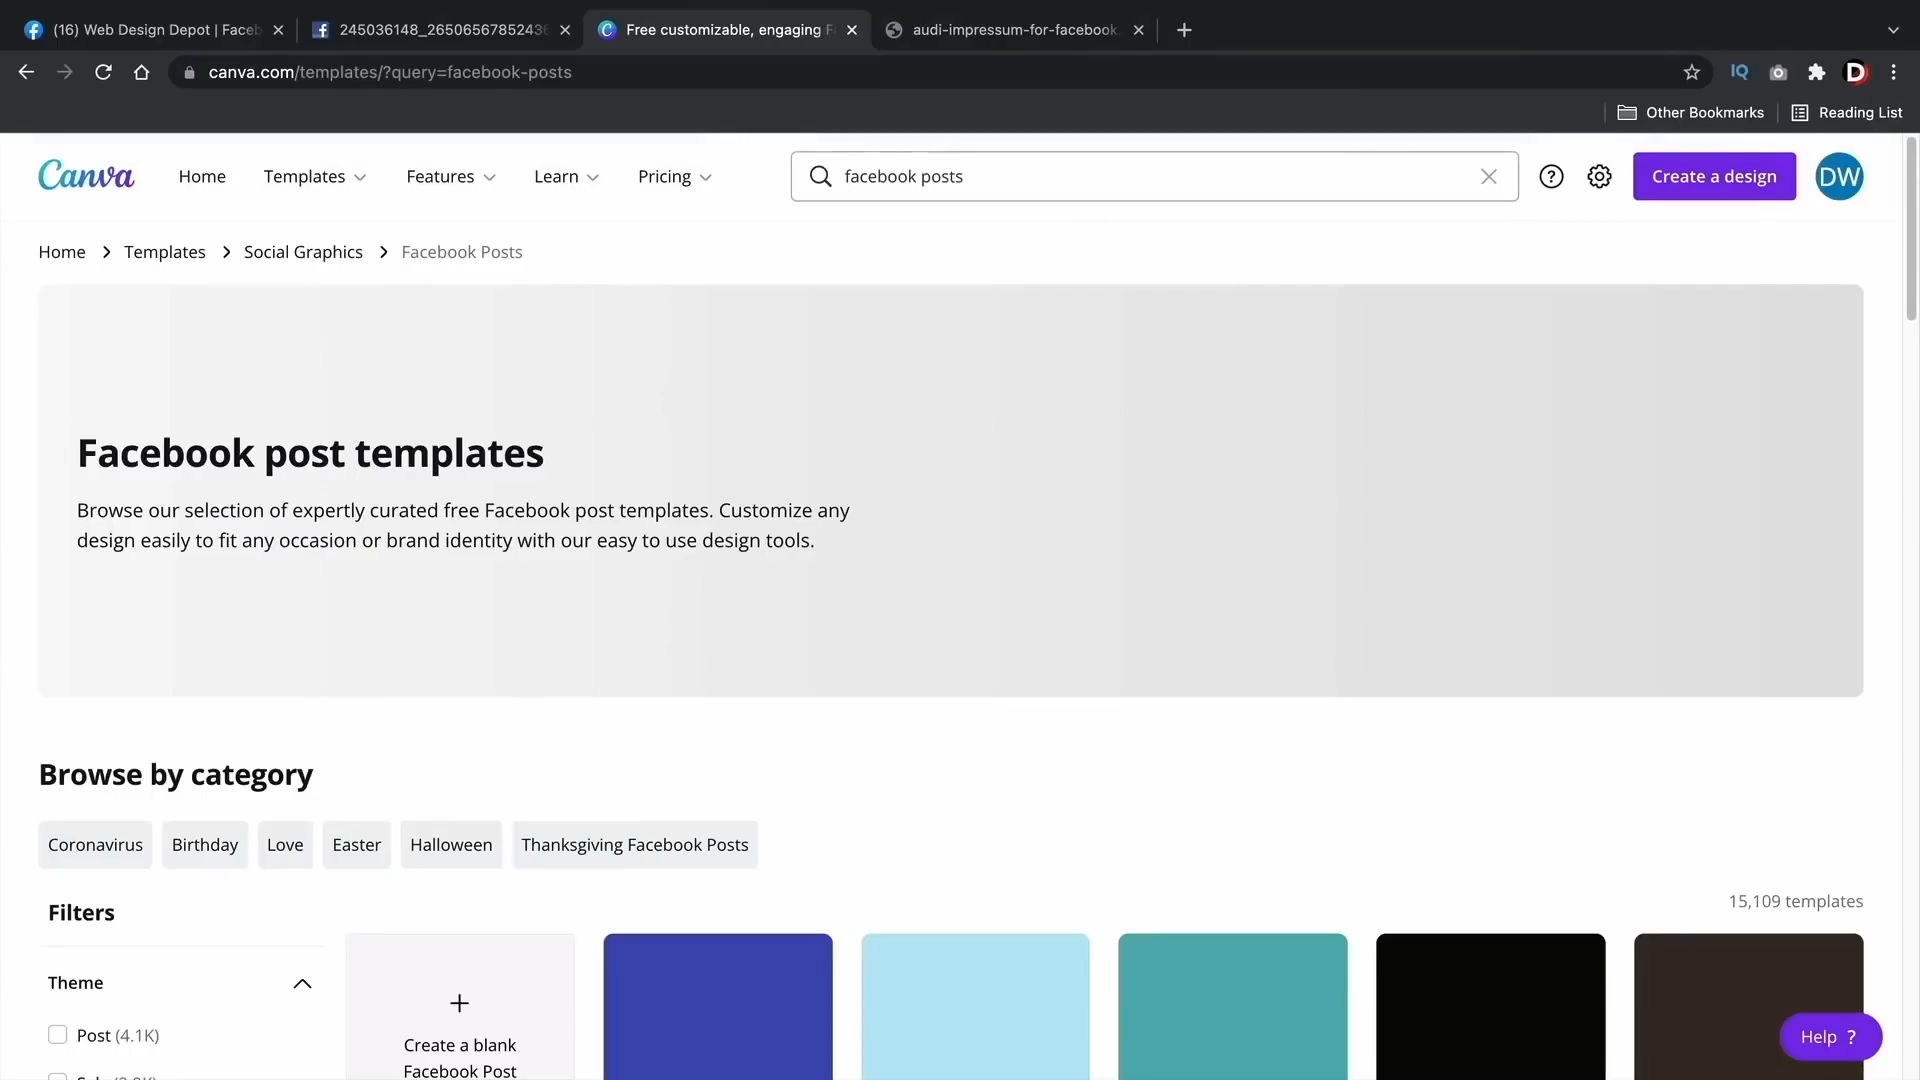 (16) Web Design Depot | Faceb
245036148_2650656785243
Free customizable, engaging F
audi-impressum-for-facebook
canva.com/templates/?query=facebook-posts
IQ
D
Other Bookmarks
Reading List
Canva
Home
Templates
Features
Learn
Pricing
facebook posts
?
Create a design
DW
Home > Templates > Social Graphics > Facebook Posts
Facebook post templates
Browse our selection of expertly curated free Facebook post templates. Customize any
design easily to fit any occasion or brand identity with our easy to use design tools.
Browse by category
Coronavirus
Birthday
Love
Easter
Halloween
Thanksgiving Facebook Posts
Filters
15,109 templates
Theme
Post (4.1K)
Create a blank
Facebook Post
Help ?